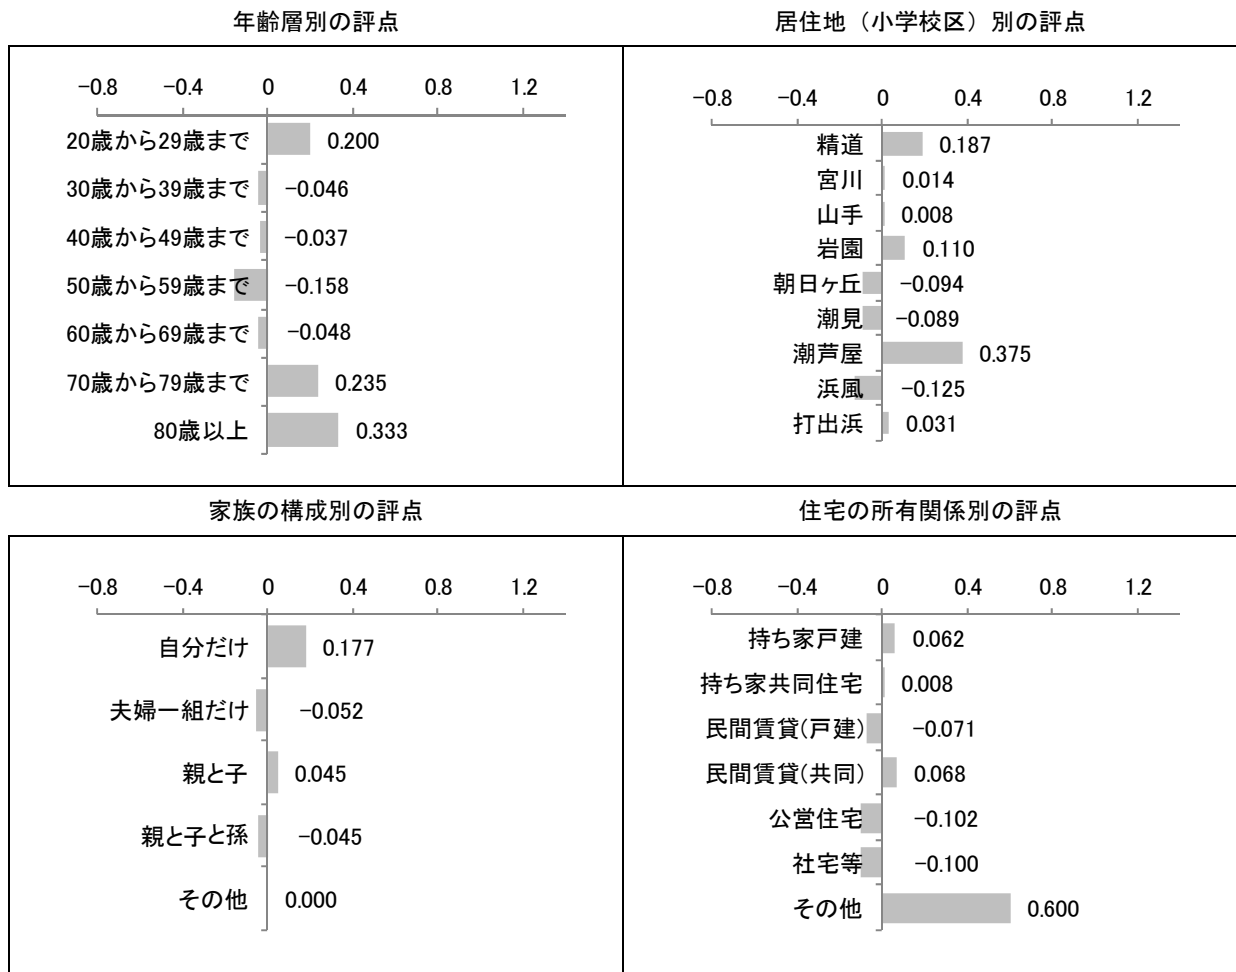 年齢層別の評点
−0.8 −0.4 0 0.4 0.8 1.2
20歳から29歳まで 0.200
30歳から39歳まで −0.046
40歳から49歳まで −0.037
50歳から59歳まで −0.158
60歳から69歳まで −0.048
70歳から79歳まで 0.235
80歳以上 0.333
居住地（小学校区）別の評点
−0.8 −0.4 0 0.4 0.8 1.2
精道 0.187
宮川 0.014
山手 0.008
岩園 0.110
朝日ヶ丘 −0.094
潮見 −0.089
潮芦屋 0.375
浜風 −0.125
打出浜 0.031
家族の構成別の評点
−0.8 −0.4 0 0.4 0.8 1.2
自分だけ 0.177
夫婦一組だけ −0.052
親と子 0.045
親と子と孫 −0.045
その他 0.000
住宅の所有関係別の評点
−0.8 −0.4 0 0.4 0.8 1.2
持ち家戸建 0.062
持ち家共同住宅 0.008
民間賃貸(戸建) −0.071
民間賃貸(共同) 0.068
公営住宅 −0.102
社宅等 −0.100
その他 0.600